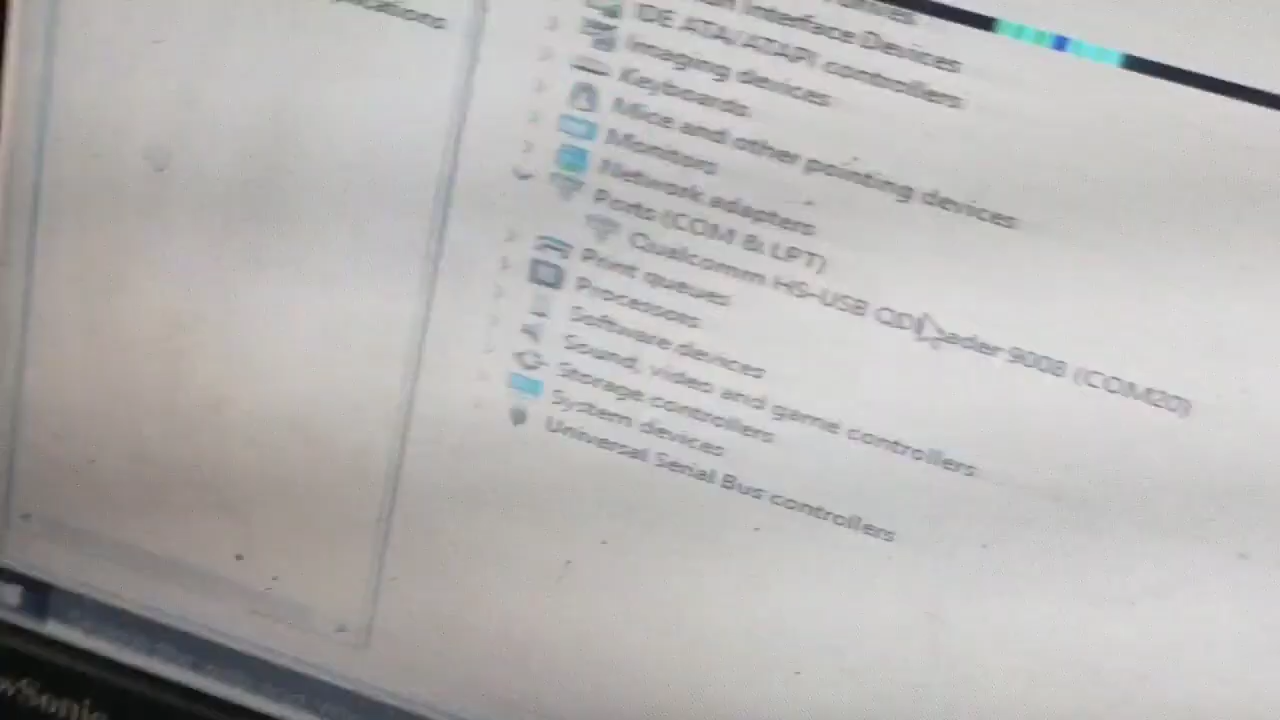 Interface Devices
IDE ATA/ATAPI controllers
Imaging devices
Keyboards
Mice and other pointing devices
Monitors
Network adapters
Ports (COM & LPT)
Qualcomm HS-USB QDLoader 9008 (COM20)
Print queues
Processors
Software devices
Sound, video and game controllers
Storage controllers
System devices
Universal Serial Bus controllers